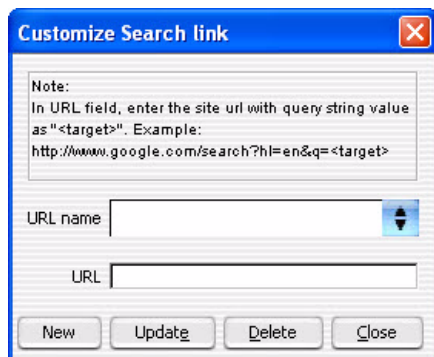 Customize Search link
Note:
In URL field, enter the site url with query string value
as "<target>". Example:
http://www.google.com/search?hl=en&q=<target>
URL name
URL
New Update Delete Close